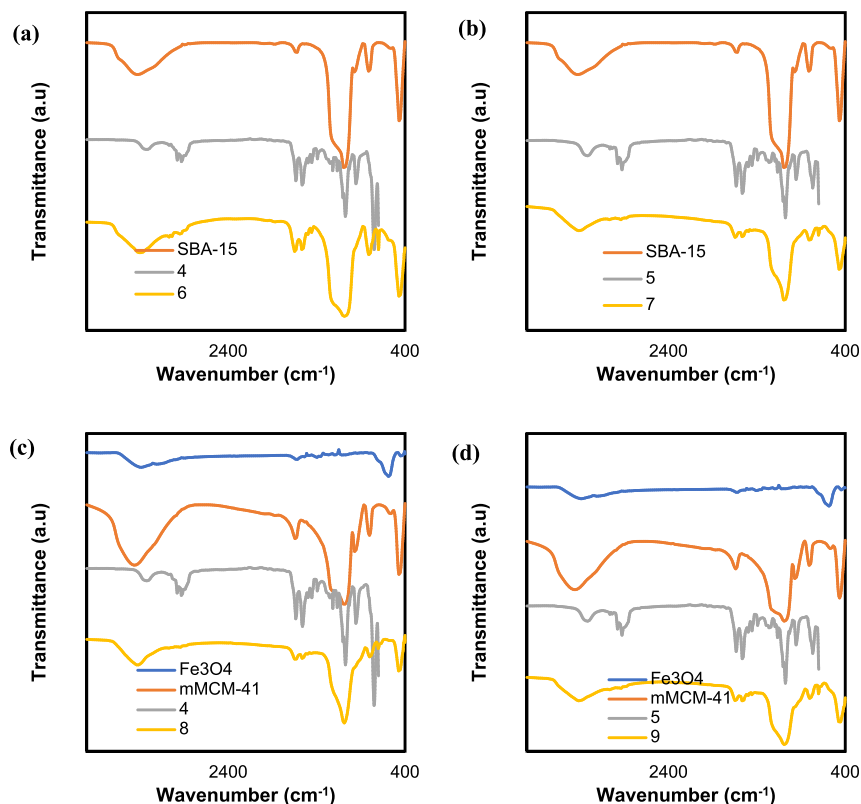 (a)
Transmittance (a.u)
SBA-15
4
6
2400
400
Wavenumber (cm-1)
(b)
Transmittance (a.u)
SBA-15
5
7
2400
400
Wavenumber (cm-1)
(c)
Transmittance (a.u)
Fe3O4
mMCM-41
4
8
2400
400
Wavenumber (cm-1)
(d)
Transmittance (a.u)
Fe3O4
mMCM-41
5
9
2400
400
Wavenumber (cm-1)